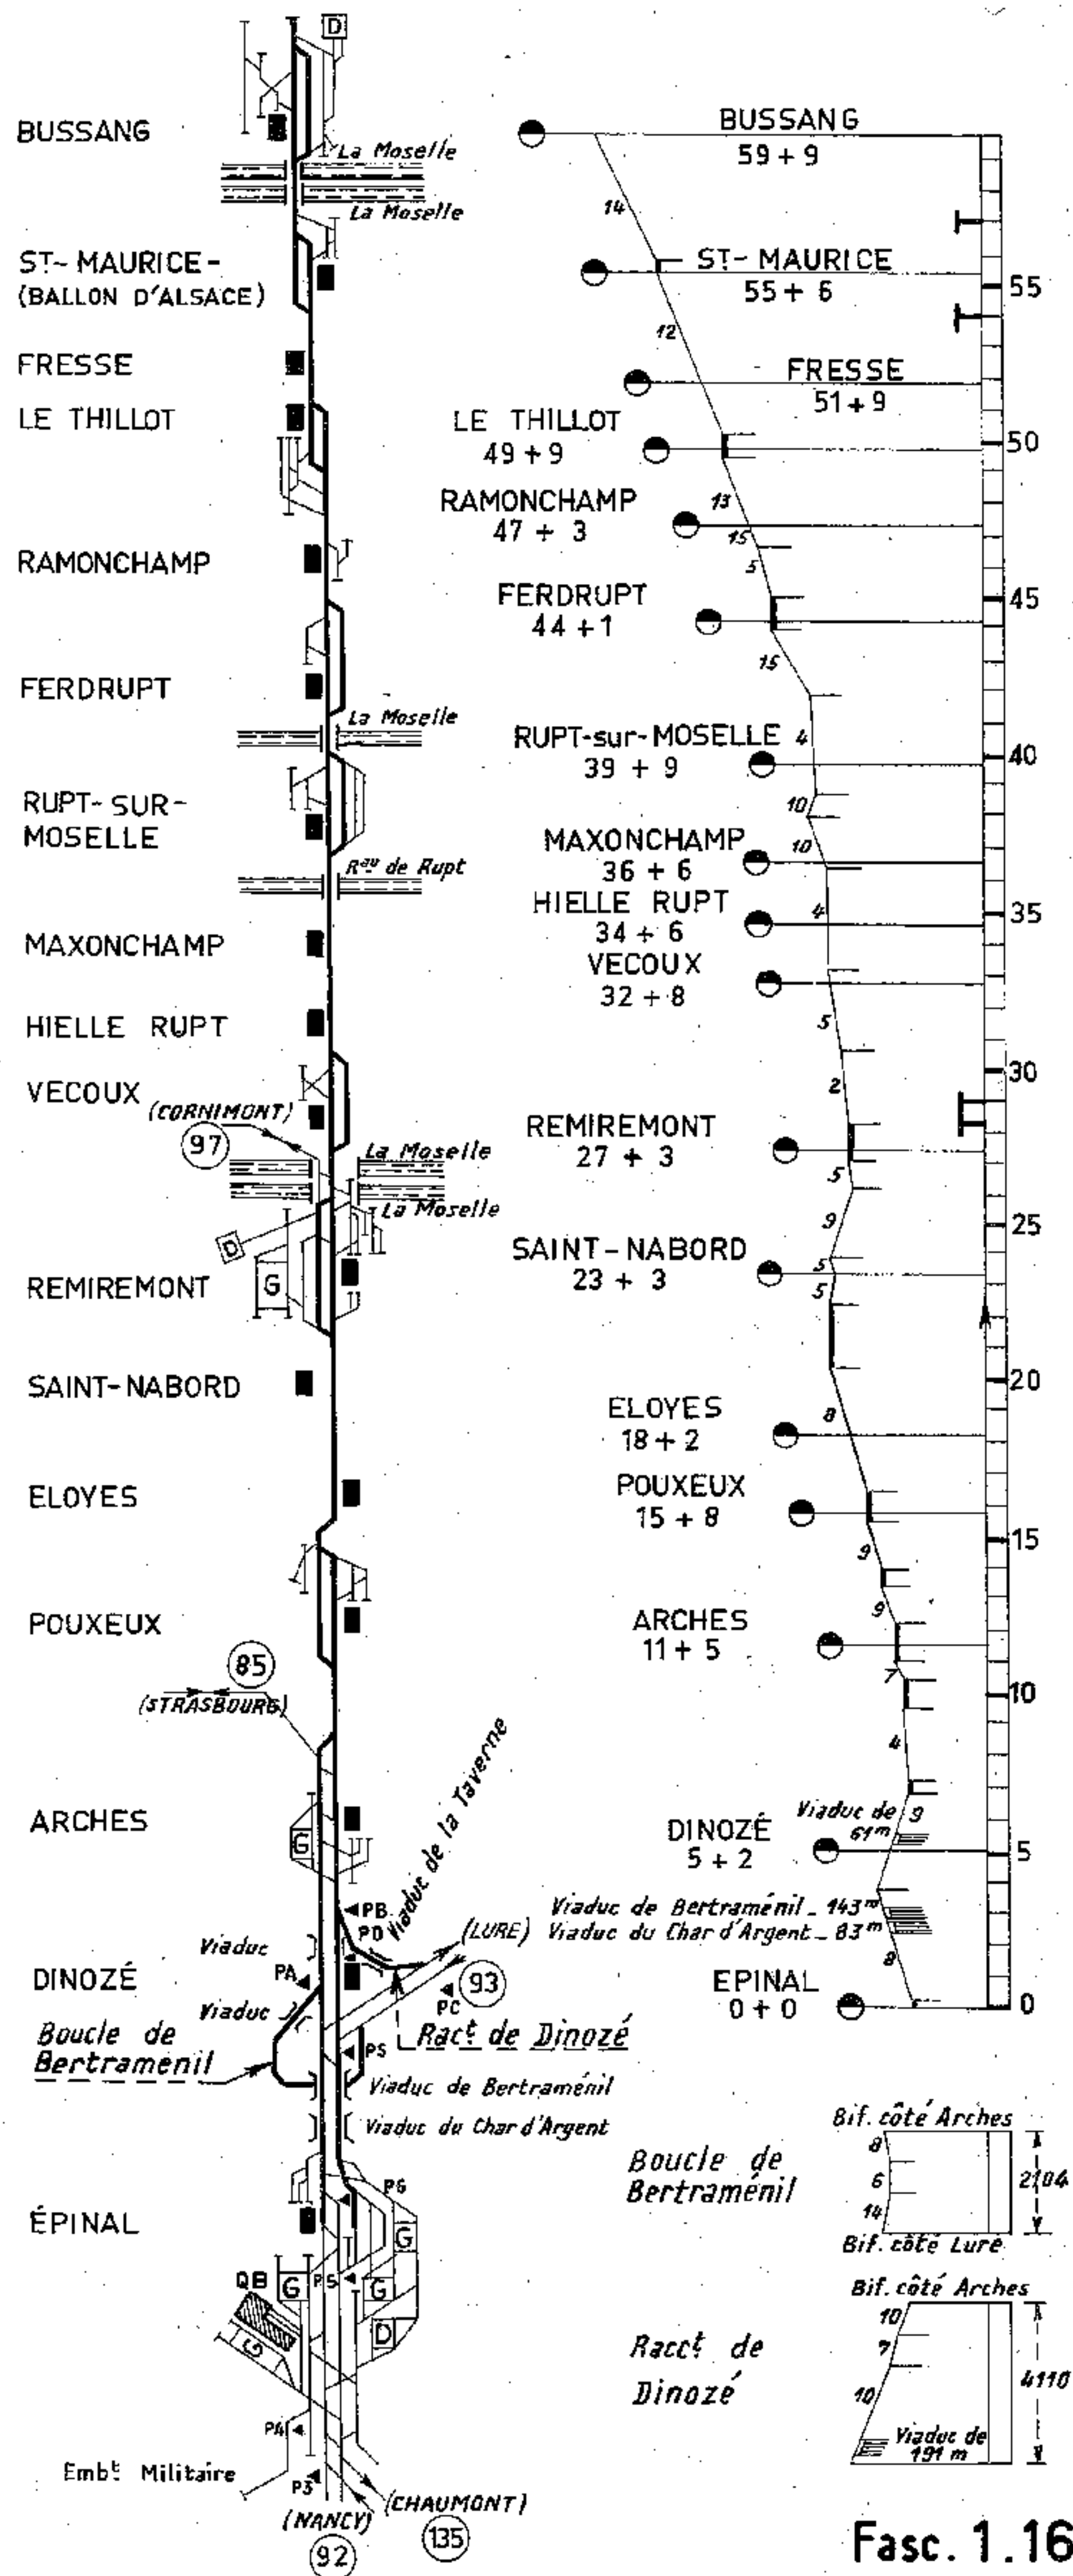 D
BUSSANG
La Moselle
La Moselle
ST-MAURICE-
(BALLON D'ALSACE)
FRESSE
LE THILLOT
RAMONCHAMP
FERDRUPT
La Moselle
RUPT-SUR-
MOSELLE
Rau de Rupt
MAXONCHAMP
HIELLE RUPT
VECOUX
(CORNIMONT)
97
La Moselle
La Moselle
D
G
REMIREMONT
SAINT-NABORD
ELOYES
POUXEUX
85
(STRASBOURG)
ARCHES
G
Viaduc de la Taverne
PB
PD
(LURE)
Viaduc
PA
DINOZÉ
93
PC
Viaduc
Boucle de
Bertraménil
Ract de Dinozé
PS
Viaduc de Bertraménil
Viaduc du Char d'Argent
P6
ÉPINAL
G
QB
G
P5
G
D
G
P4
Embt Militaire
P3
(NANCY)
92
(CHAUMONT)
135
BUSSANG
59 + 9
14
ST-MAURICE
55 + 6
55
12
FRESSE
51 + 9
LE THILLOT
49 + 9
50
13
RAMONCHAMP
47 + 3
15
5
FERDRUPT
44 + 1
45
15
RUPT-sur-MOSELLE
39 + 9
4
40
10
MAXONCHAMP
36 + 6
10
HIELLE RUPT
34 + 6
4
35
VECOUX
32 + 8
5
30
2
REMIREMONT
27 + 3
5
25
9
SAINT-NABORD
23 + 3
5
5
20
ELOYES
18 + 2
8
POUXEUX
15 + 8
15
9
9
ARCHES
11 + 5
7
10
4
Viaduc de
61m
9
DINOZÉ
5 + 2
5
Viaduc de Bertraménil - 143m
Viaduc du Char d'Argent - 83m
8
EPINAL
0 + 0
0
Bif. côté Arches
Boucle de
Bertraménil
8
6
14
2104
Bif. côté Lure
Bif. côté Arches
Racct de
Dinozé
10
7
10
4110
Viaduc de
191 m
Fasc. 1.16